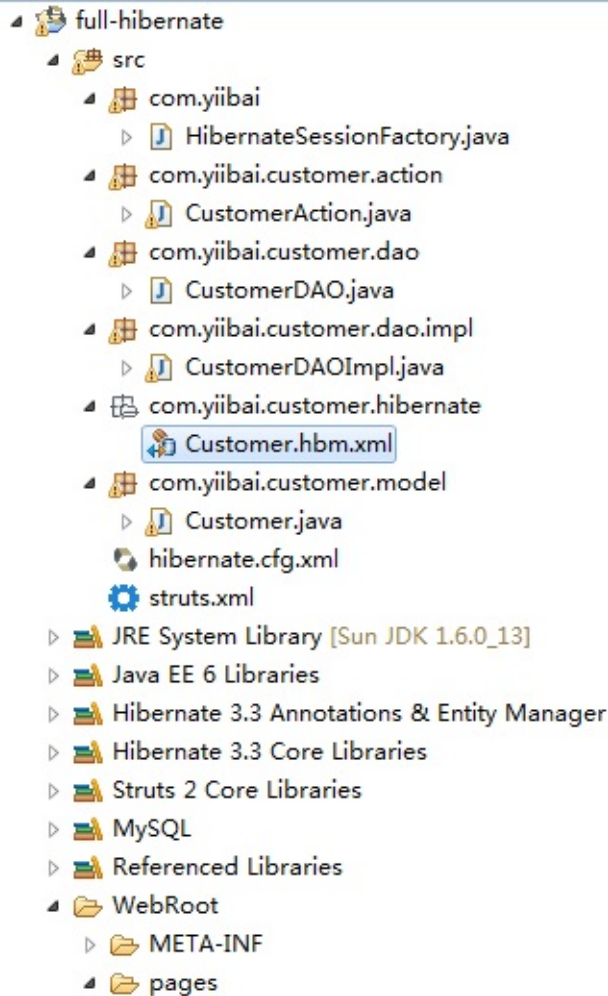 full-hibernate
src
com.yiibai
HibernateSessionFactory.java
com.yiibai.customer.action
CustomerAction.java
com.yiibai.customer.dao
CustomerDAO.java
com.yiibai.customer.dao.impl
CustomerDAOImpl.java
com.yiibai.customer.hibernate
Customer.hbm.xml
com.yiibai.customer.model
Customer.java
hibernate.cfg.xml
struts.xml
JRE System Library [Sun JDK 1.6.0_13]
Java EE 6 Libraries
Hibernate 3.3 Annotations & Entity Manager
Hibernate 3.3 Core Libraries
Struts 2 Core Libraries
MySQL
Referenced Libraries
WebRoot
META-INF
pages